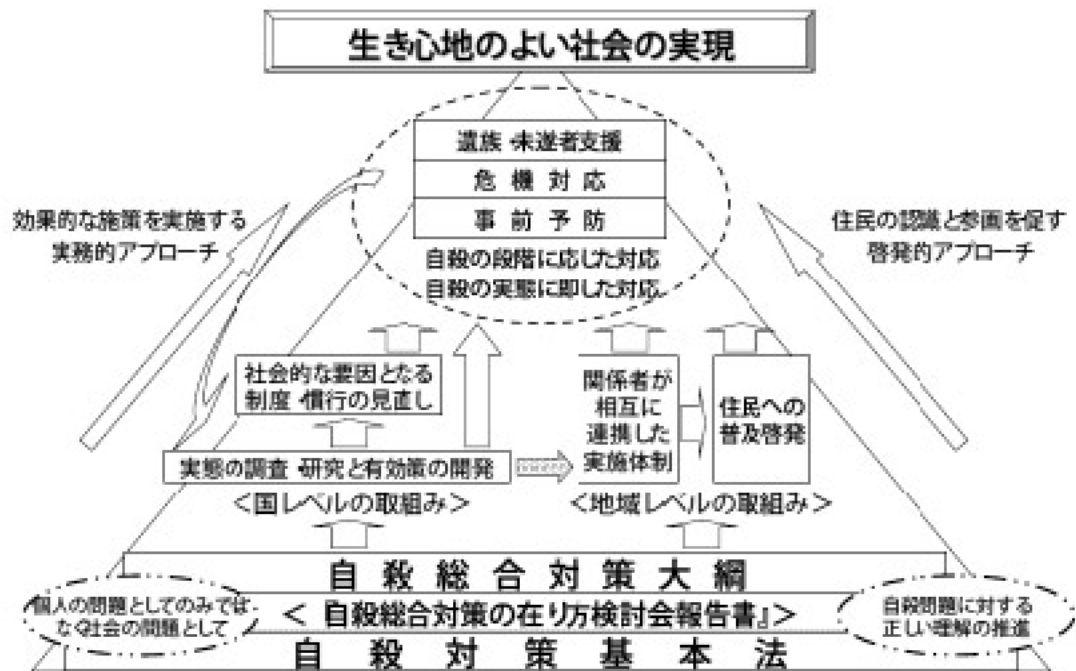 生き心地のよい社会の実現
遺族・未遂者支援
危機対応
事前予防
自殺の段階に応じた対応
自殺の実態に即した対応
効果的な施策を実施する
実務的アプローチ
住民の認識と参画を促す
啓発的アプローチ
社会的な要因となる
制度・慣行の見直し
実態の調査・研究と有効策の開発
<国レベルの取組み>
関係者が
相互に
連携した
実施体制
住民への
普及啓発
<地域レベルの取組み>
自殺総合対策大綱
<『自殺総合対策の在り方検討会報告書』>
自殺対策基本法
個人の問題としてのみでは
なく社会の問題として
自殺問題に対する
正しい理解の推進